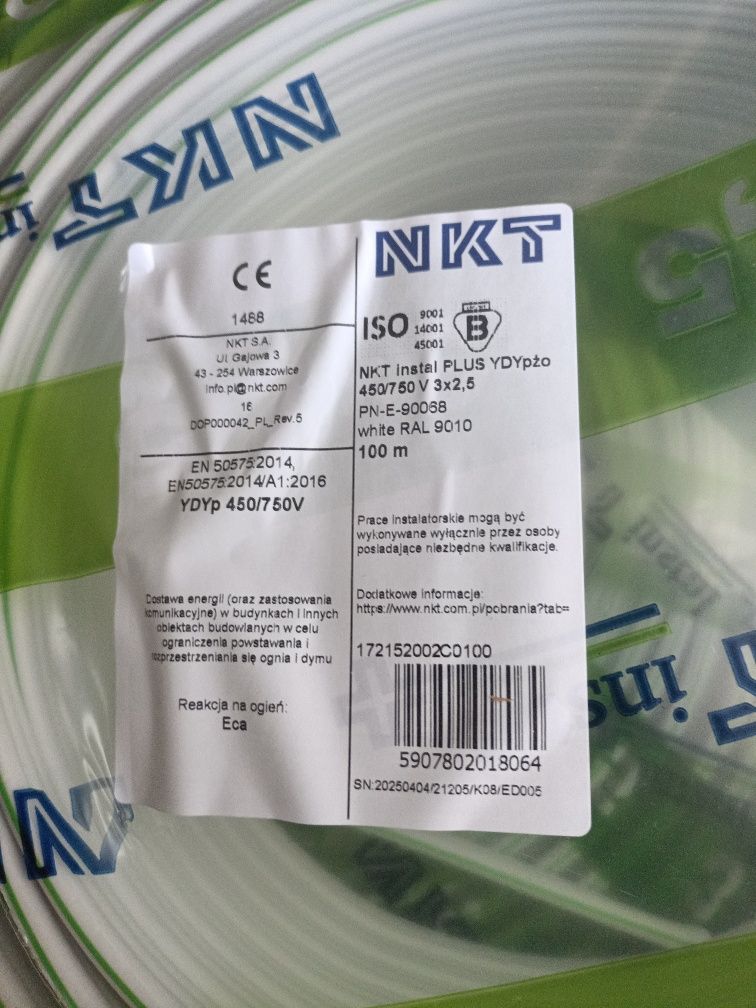 NKT
CE
1488
NKT S.A.
Ul. Gajowa 3
43 - 254 Warszowice
info.pl@nkt.com
16
DOP000042_PL_Rev.5
EN 50575:2014,
EN50575:2014/A1:2016
YDYp 450/750V
Dostawa energii (oraz zastosowania
komunikacyjne) w budynkach i innych
obiektach budowlanych w celu
ograniczenia powstawania i
rozprzestrzeniania się ognia i dymu
Reakcja na ogień:
Eca
NKT
ISO 9001
14001
45001
B
NKT instal PLUS YDYpżo
450/750 V 3x2,5
PN-E-90068
white RAL 9010
100 m
Prace instalatorskie mogą być
wykonywane wyłącznie przez osoby
posiadające niezbędne kwalifikacje.
Dodatkowe informacje:
https://www.nkt.com.pl/pobrania?tab=
172152002C0100
5907802018064
SN:20250404/21205/K08/ED005
insta